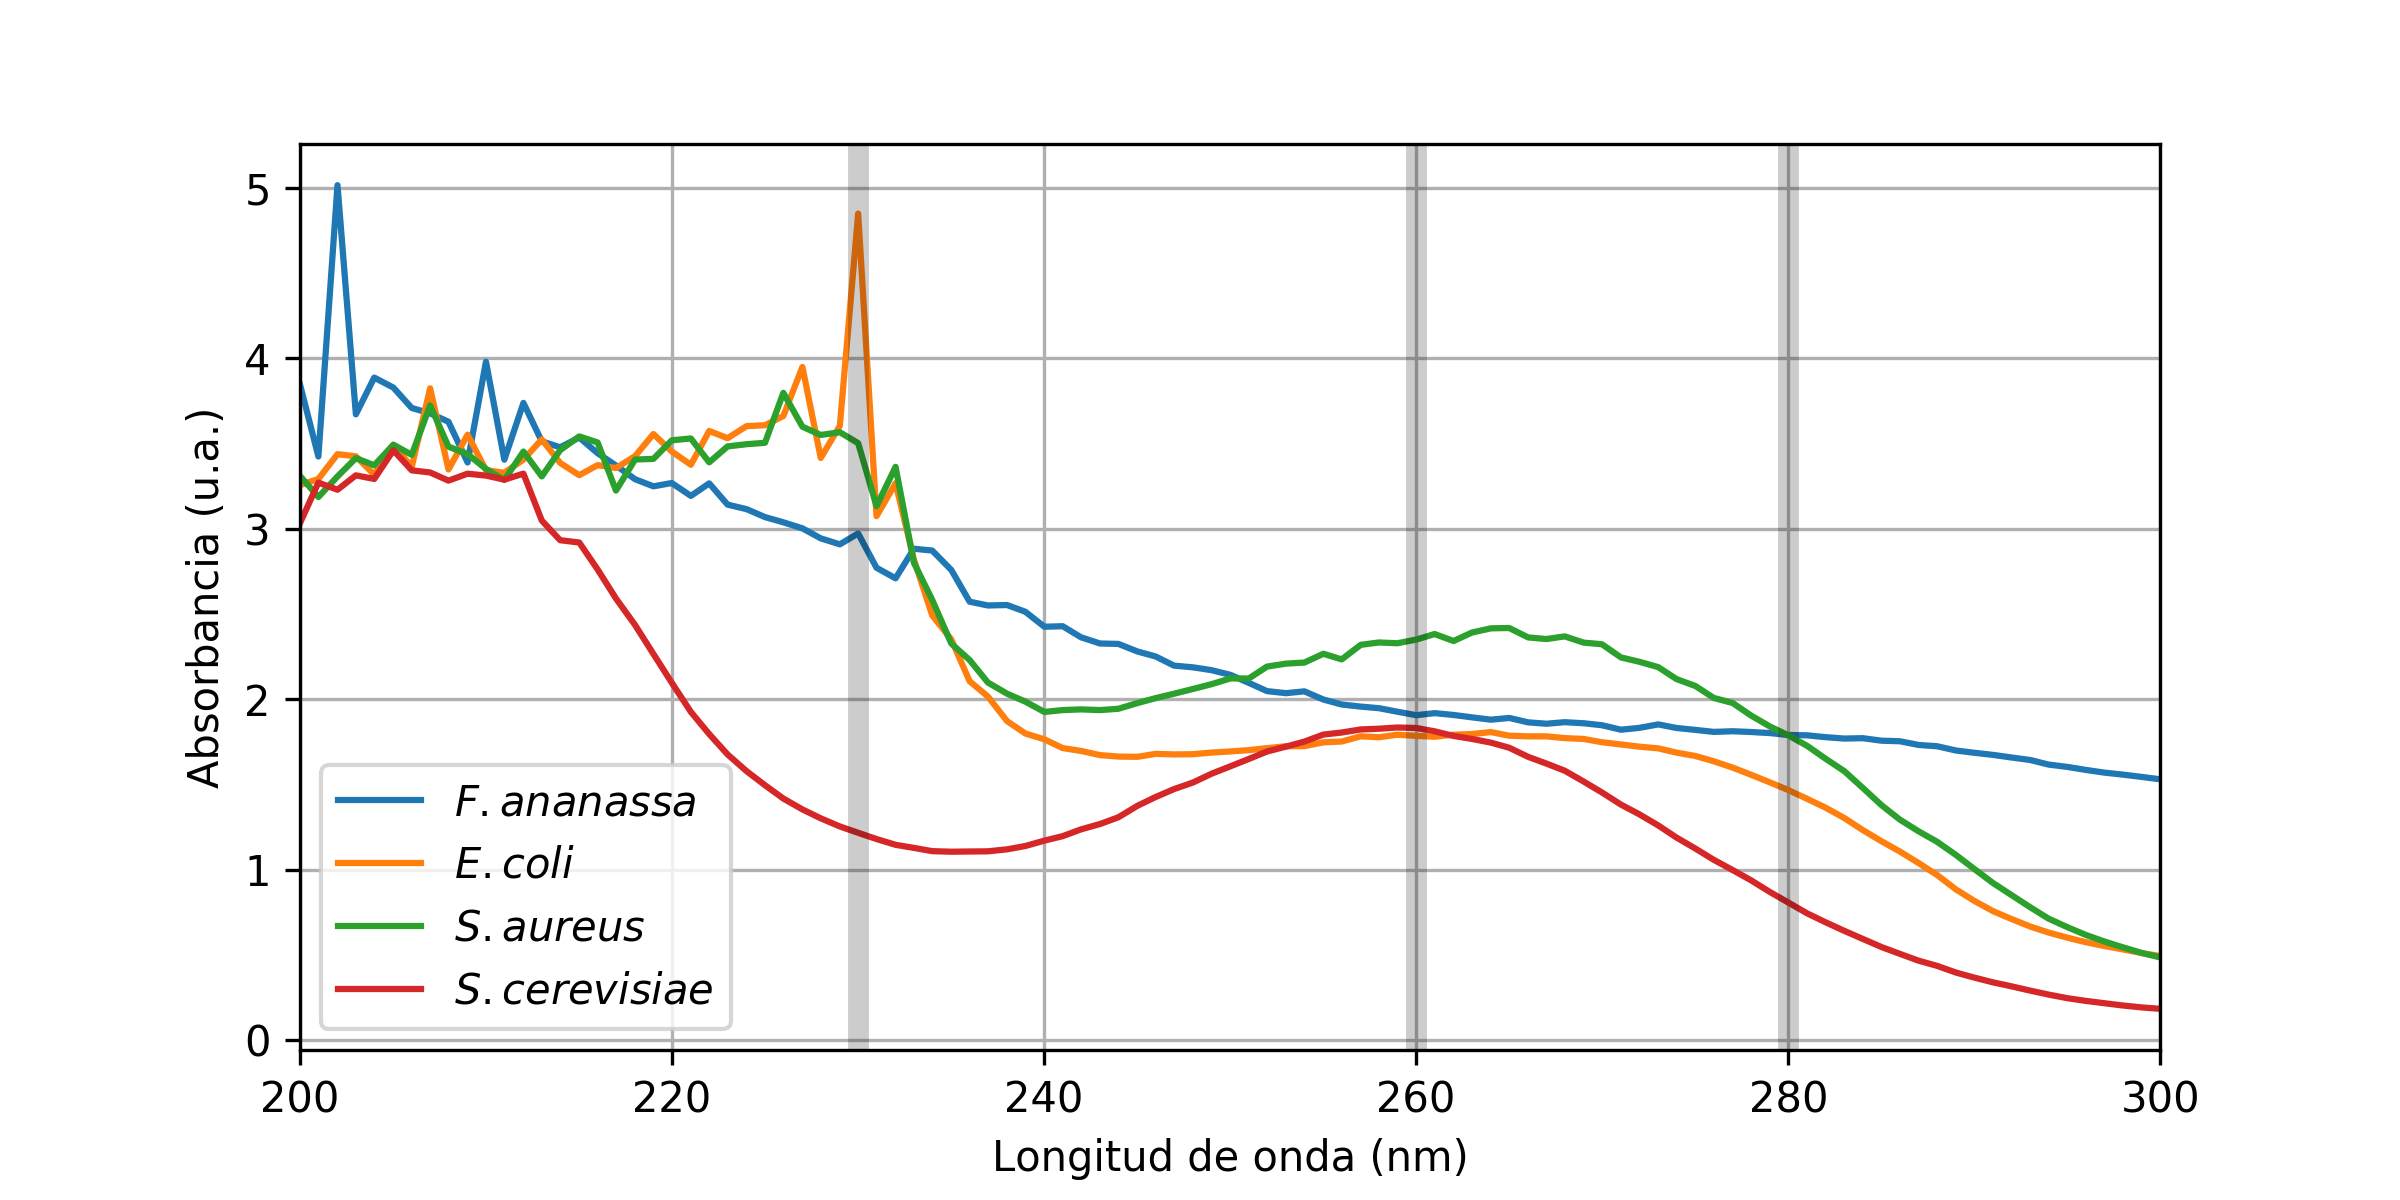 5
4
3
2
1
0
Absorbancia (u.a.)
F. ananassa
E. coli
S. aureus
S. cerevisiae
200 220 240 260 280 300
Longitud de onda (nm)